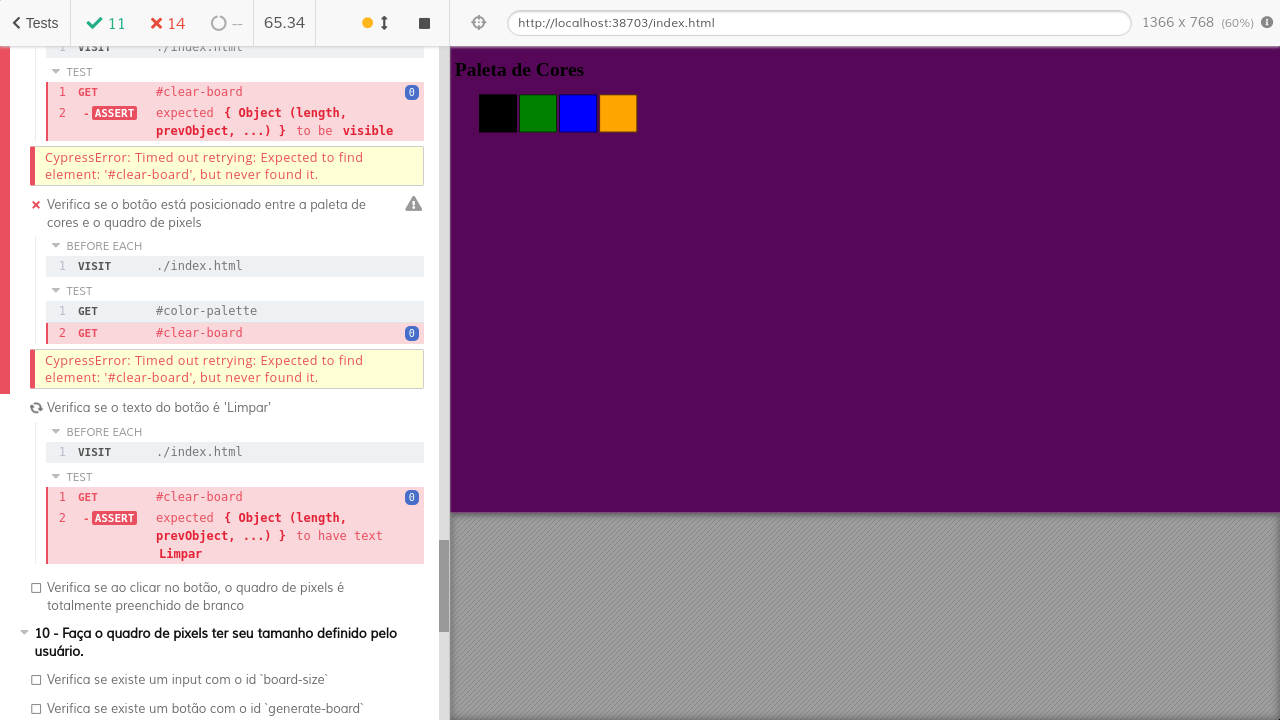 Tests 11 14 -- 65.34 http://localhost:38703/index.html 1366 x 768 (60%)
1 VISIT ./index.html
TEST
1 GET #clear-board 0
2 -ASSERT expected { Object (length,
prevObject, ...) } to be visible
CypressError: Timed out retrying: Expected to find
element: '#clear-board', but never found it.
Verifica se o botão está posicionado entre a paleta de
cores e o quadro de pixels
BEFORE EACH
1 VISIT ./index.html
TEST
1 GET #color-palette
2 GET #clear-board 0
CypressError: Timed out retrying: Expected to find
element: '#clear-board', but never found it.
Verifica se o texto do botão é 'Limpar'
BEFORE EACH
1 VISIT ./index.html
TEST
1 GET #clear-board 0
2 -ASSERT expected { Object (length,
prevObject, ...) } to have text
Limpar
Verifica se ao clicar no botão, o quadro de pixels é
totalmente preenchido de branco
10 - Faça o quadro de pixels ter seu tamanho definido pelo
usuário.
Verifica se existe um input com o id `board-size`
Verifica se existe um botão com o id `generate-board`
Paleta de Cores